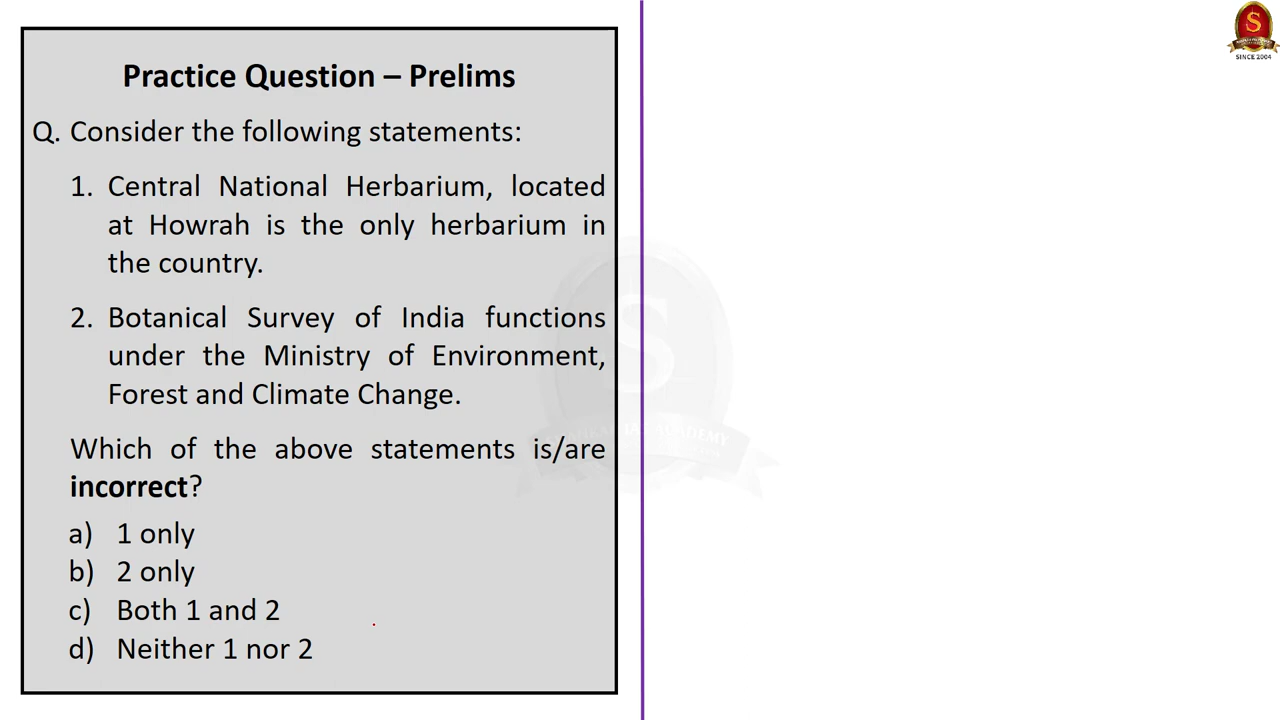 S
SINCE 2004
Practice Question – Prelims
Q. Consider the following statements:
1. Central National Herbarium, located
at Howrah is the only herbarium in
the country.
2. Botanical Survey of India functions
under the Ministry of Environment,
Forest and Climate Change.
Which of the above statements is/are
incorrect?
a) 1 only
b) 2 only
c) Both 1 and 2
d) Neither 1 nor 2